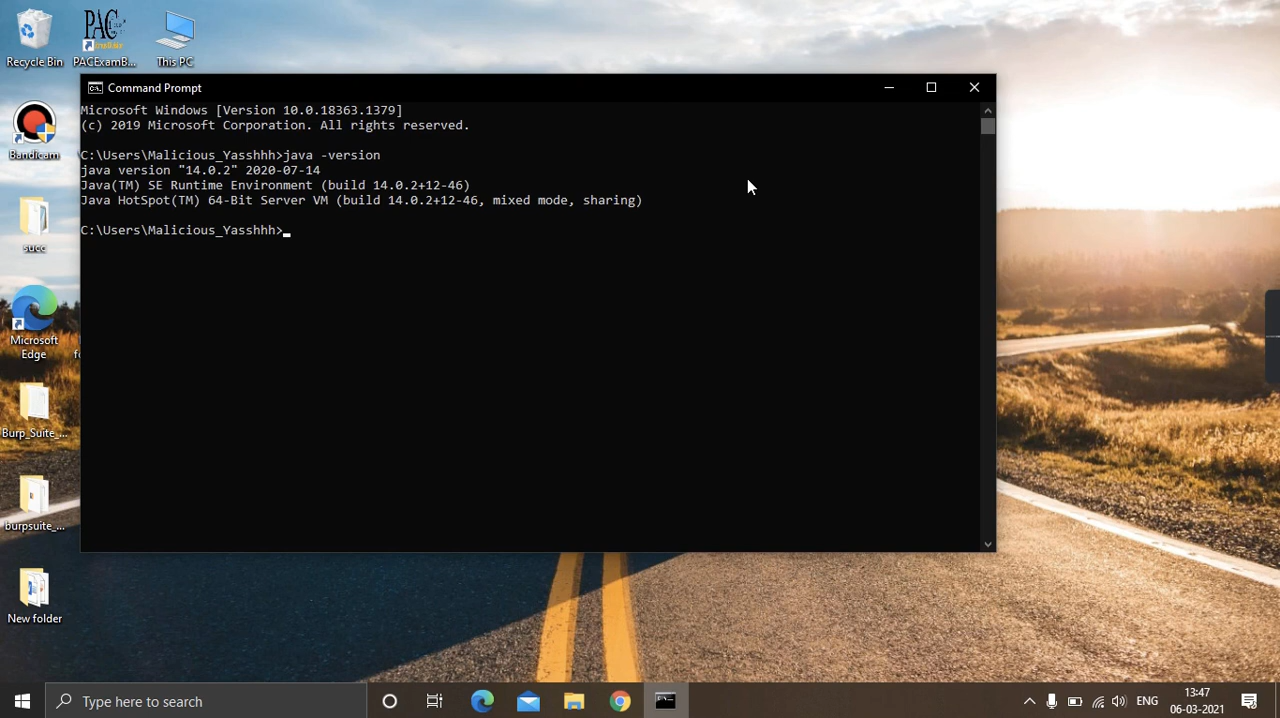 Recycle Bin
PACExamB...
This PC
PAC
Bandicam
succ
Microsoft
Edge
Burp_Suite_...
burpsuite_...
New folder
Command Prompt
Microsoft Windows [Version 10.0.18363.1379]
(c) 2019 Microsoft Corporation. All rights reserved.
C:\Users\Malicious_Yasshhh>java -version
java version "14.0.2" 2020-07-14
Java(TM) SE Runtime Environment (build 14.0.2+12-46)
Java HotSpot(TM) 64-Bit Server VM (build 14.0.2+12-46, mixed mode, sharing)
C:\Users\Malicious_Yasshhh>
Type here to search
ENG
13:47
06-03-2021